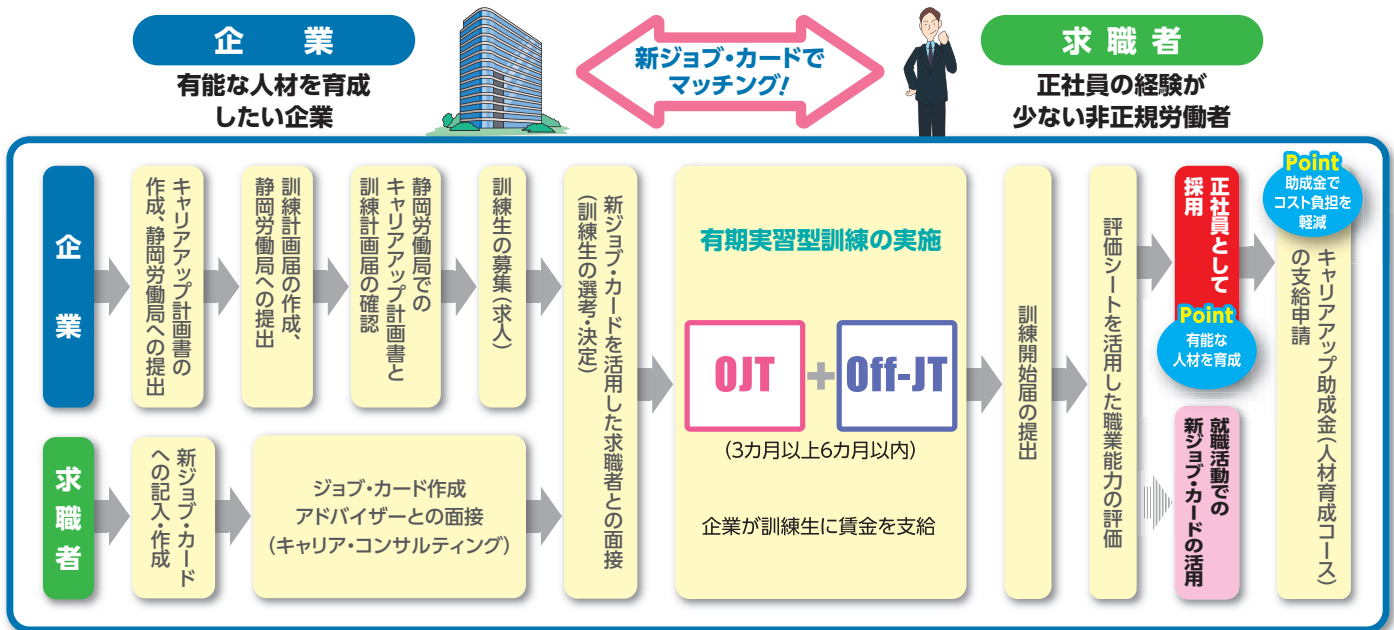 企業
有能な人材を育成
したい企業
新ジョブ・カードで
マッチング！
求職者
正社員の経験が
少ない非正規労働者
企業
キャリアアップ計画書の
作成、静岡労働局への提出
訓練計画届の作成、
静岡労働局への提出
静岡労働局での
キャリアアップ計画書と
訓練計画届の確認
訓練生の募集（求人）
求職者
新ジョブ・カード
への記入・作成
ジョブ・カード作成
アドバイザーとの面接
（キャリア・コンサルティング）
新ジョブ・カードを活用した求職者との面接
（訓練生の選考・決定）
有期実習型訓練の実施
OJT
+
Off-JT
（3カ月以上6カ月以内）
企業が訓練生に賃金を支給
訓練開始届の提出
評価シートを活用した職業能力の評価
正社員として
採用
Point
有能な
人材を育成
就職活動での
新ジョブ・カードの活用
Point
助成金で
コスト負担を
軽減
キャリアアップ助成金（人材育成コース）
の支給申請